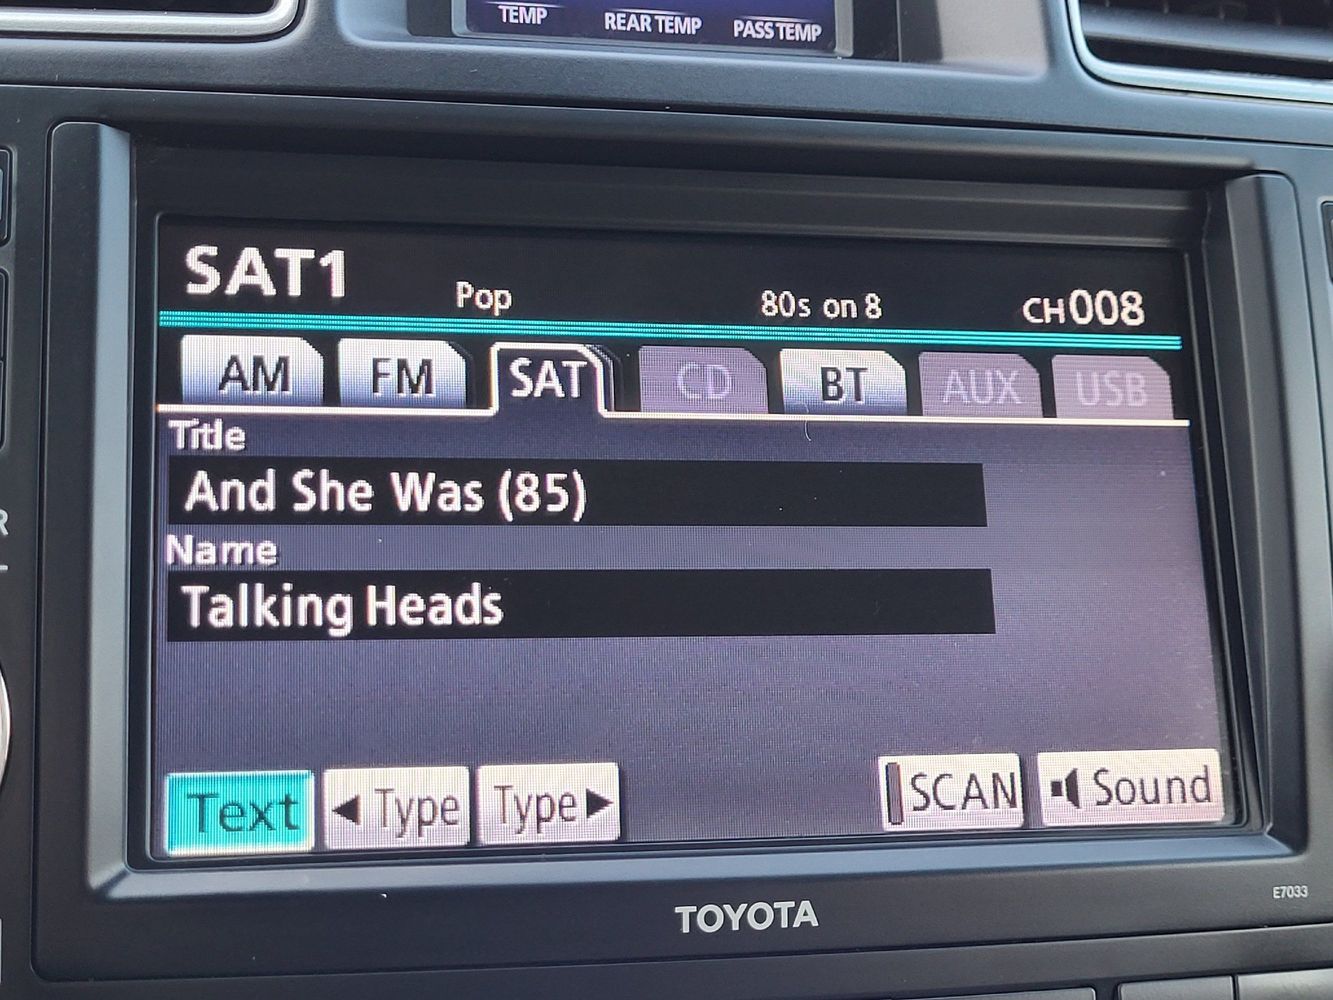 TEMP REAR TEMP PASS TEMP
SAT1 Pop 80s on 8 CH008
AM FM SAT CD BT AUX USB
Title
And She Was (85)
Name
Talking Heads
Text ◀Type Type▶ SCAN Sound
E7033
TOYOTA
R